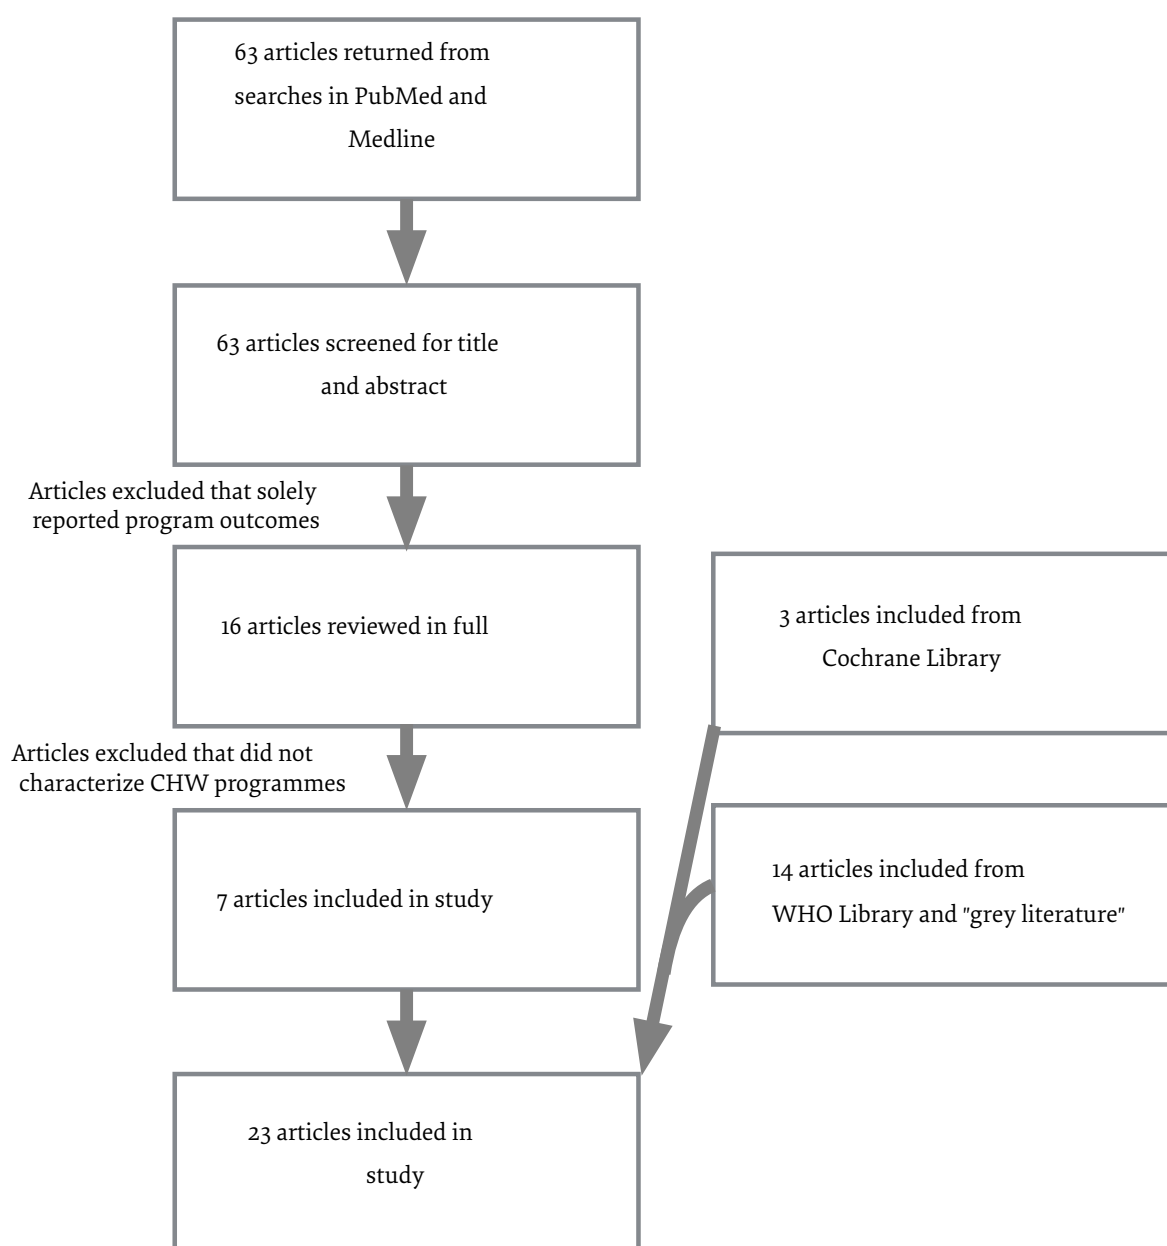 63 articles returned from
searches in PubMed and
Medline
63 articles screened for title
and abstract
Articles excluded that solely
reported program outcomes
16 articles reviewed in full
3 articles included from
Cochrane Library
Articles excluded that did not
characterize CHW programmes
7 articles included in study
14 articles included from
WHO Library and "grey literature"
23 articles included in
study